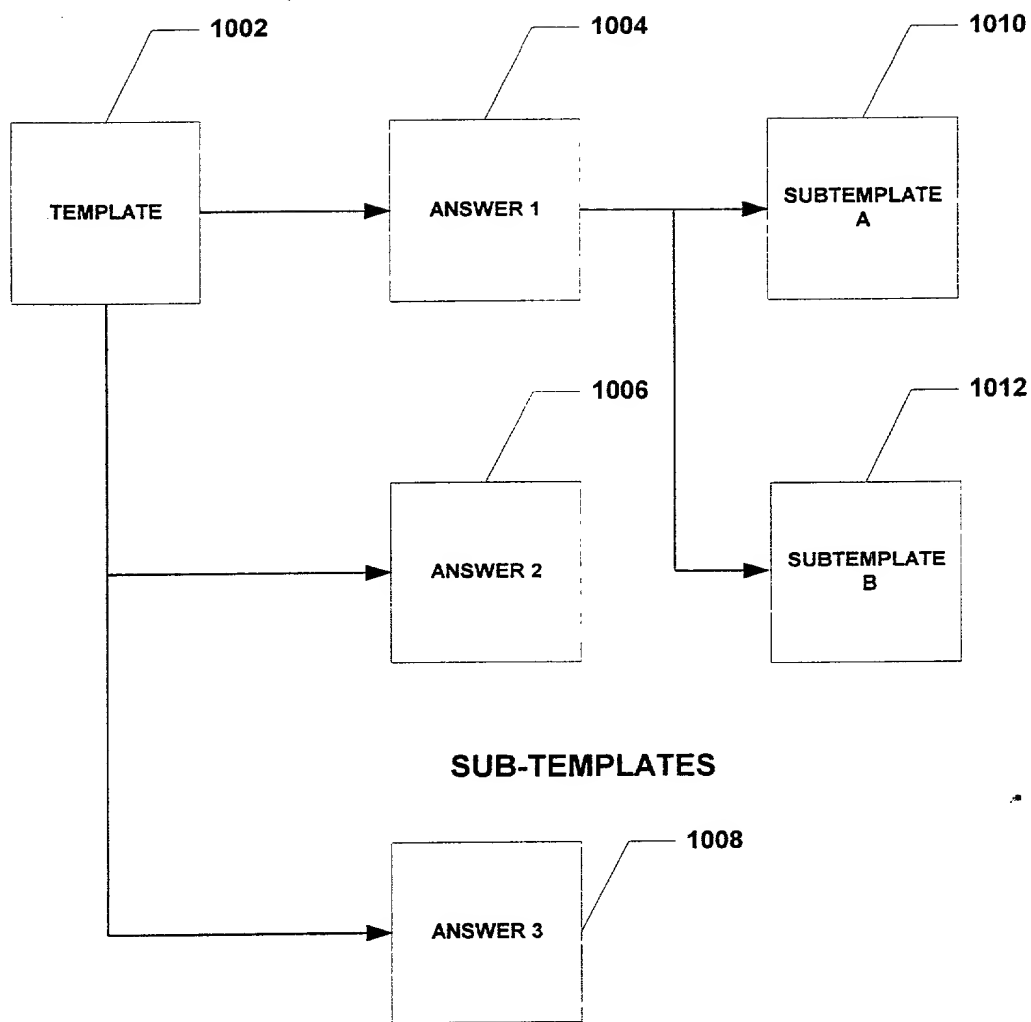 1002
1004
1010
TEMPLATE
ANSWER 1
SUBTEMPLATE
A
1006
1012
ANSWER 2
SUBTEMPLATE
B
SUB-TEMPLATES
1008
ANSWER 3